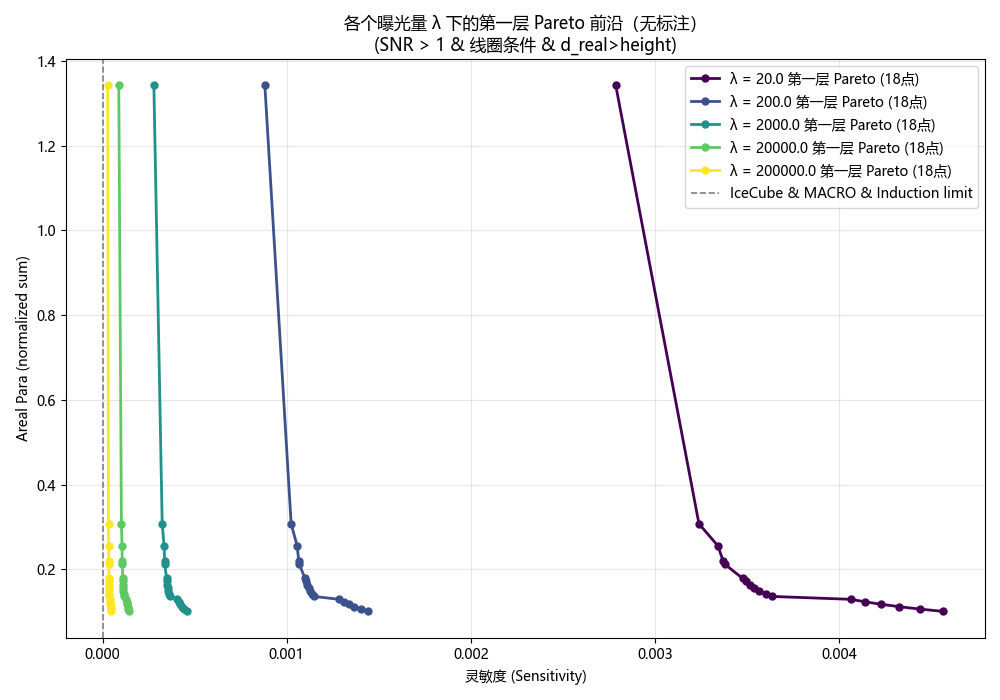 各个曝光量 λ 下的第一层 Pareto 前沿（无标注）
(SNR > 1 & 线圈条件 & d_real>height)
1.4
1.2
1.0
0.8
0.6
0.4
0.2
Areal Para (normalized sum)
λ = 20.0 第一层 Pareto (18点)
λ = 200.0 第一层 Pareto (18点)
λ = 2000.0 第一层 Pareto (18点)
λ = 20000.0 第一层 Pareto (18点)
λ = 200000.0 第一层 Pareto (18点)
IceCube & MACRO & Induction limit
0.000 0.001 0.002 0.003 0.004
灵敏度 (Sensitivity)